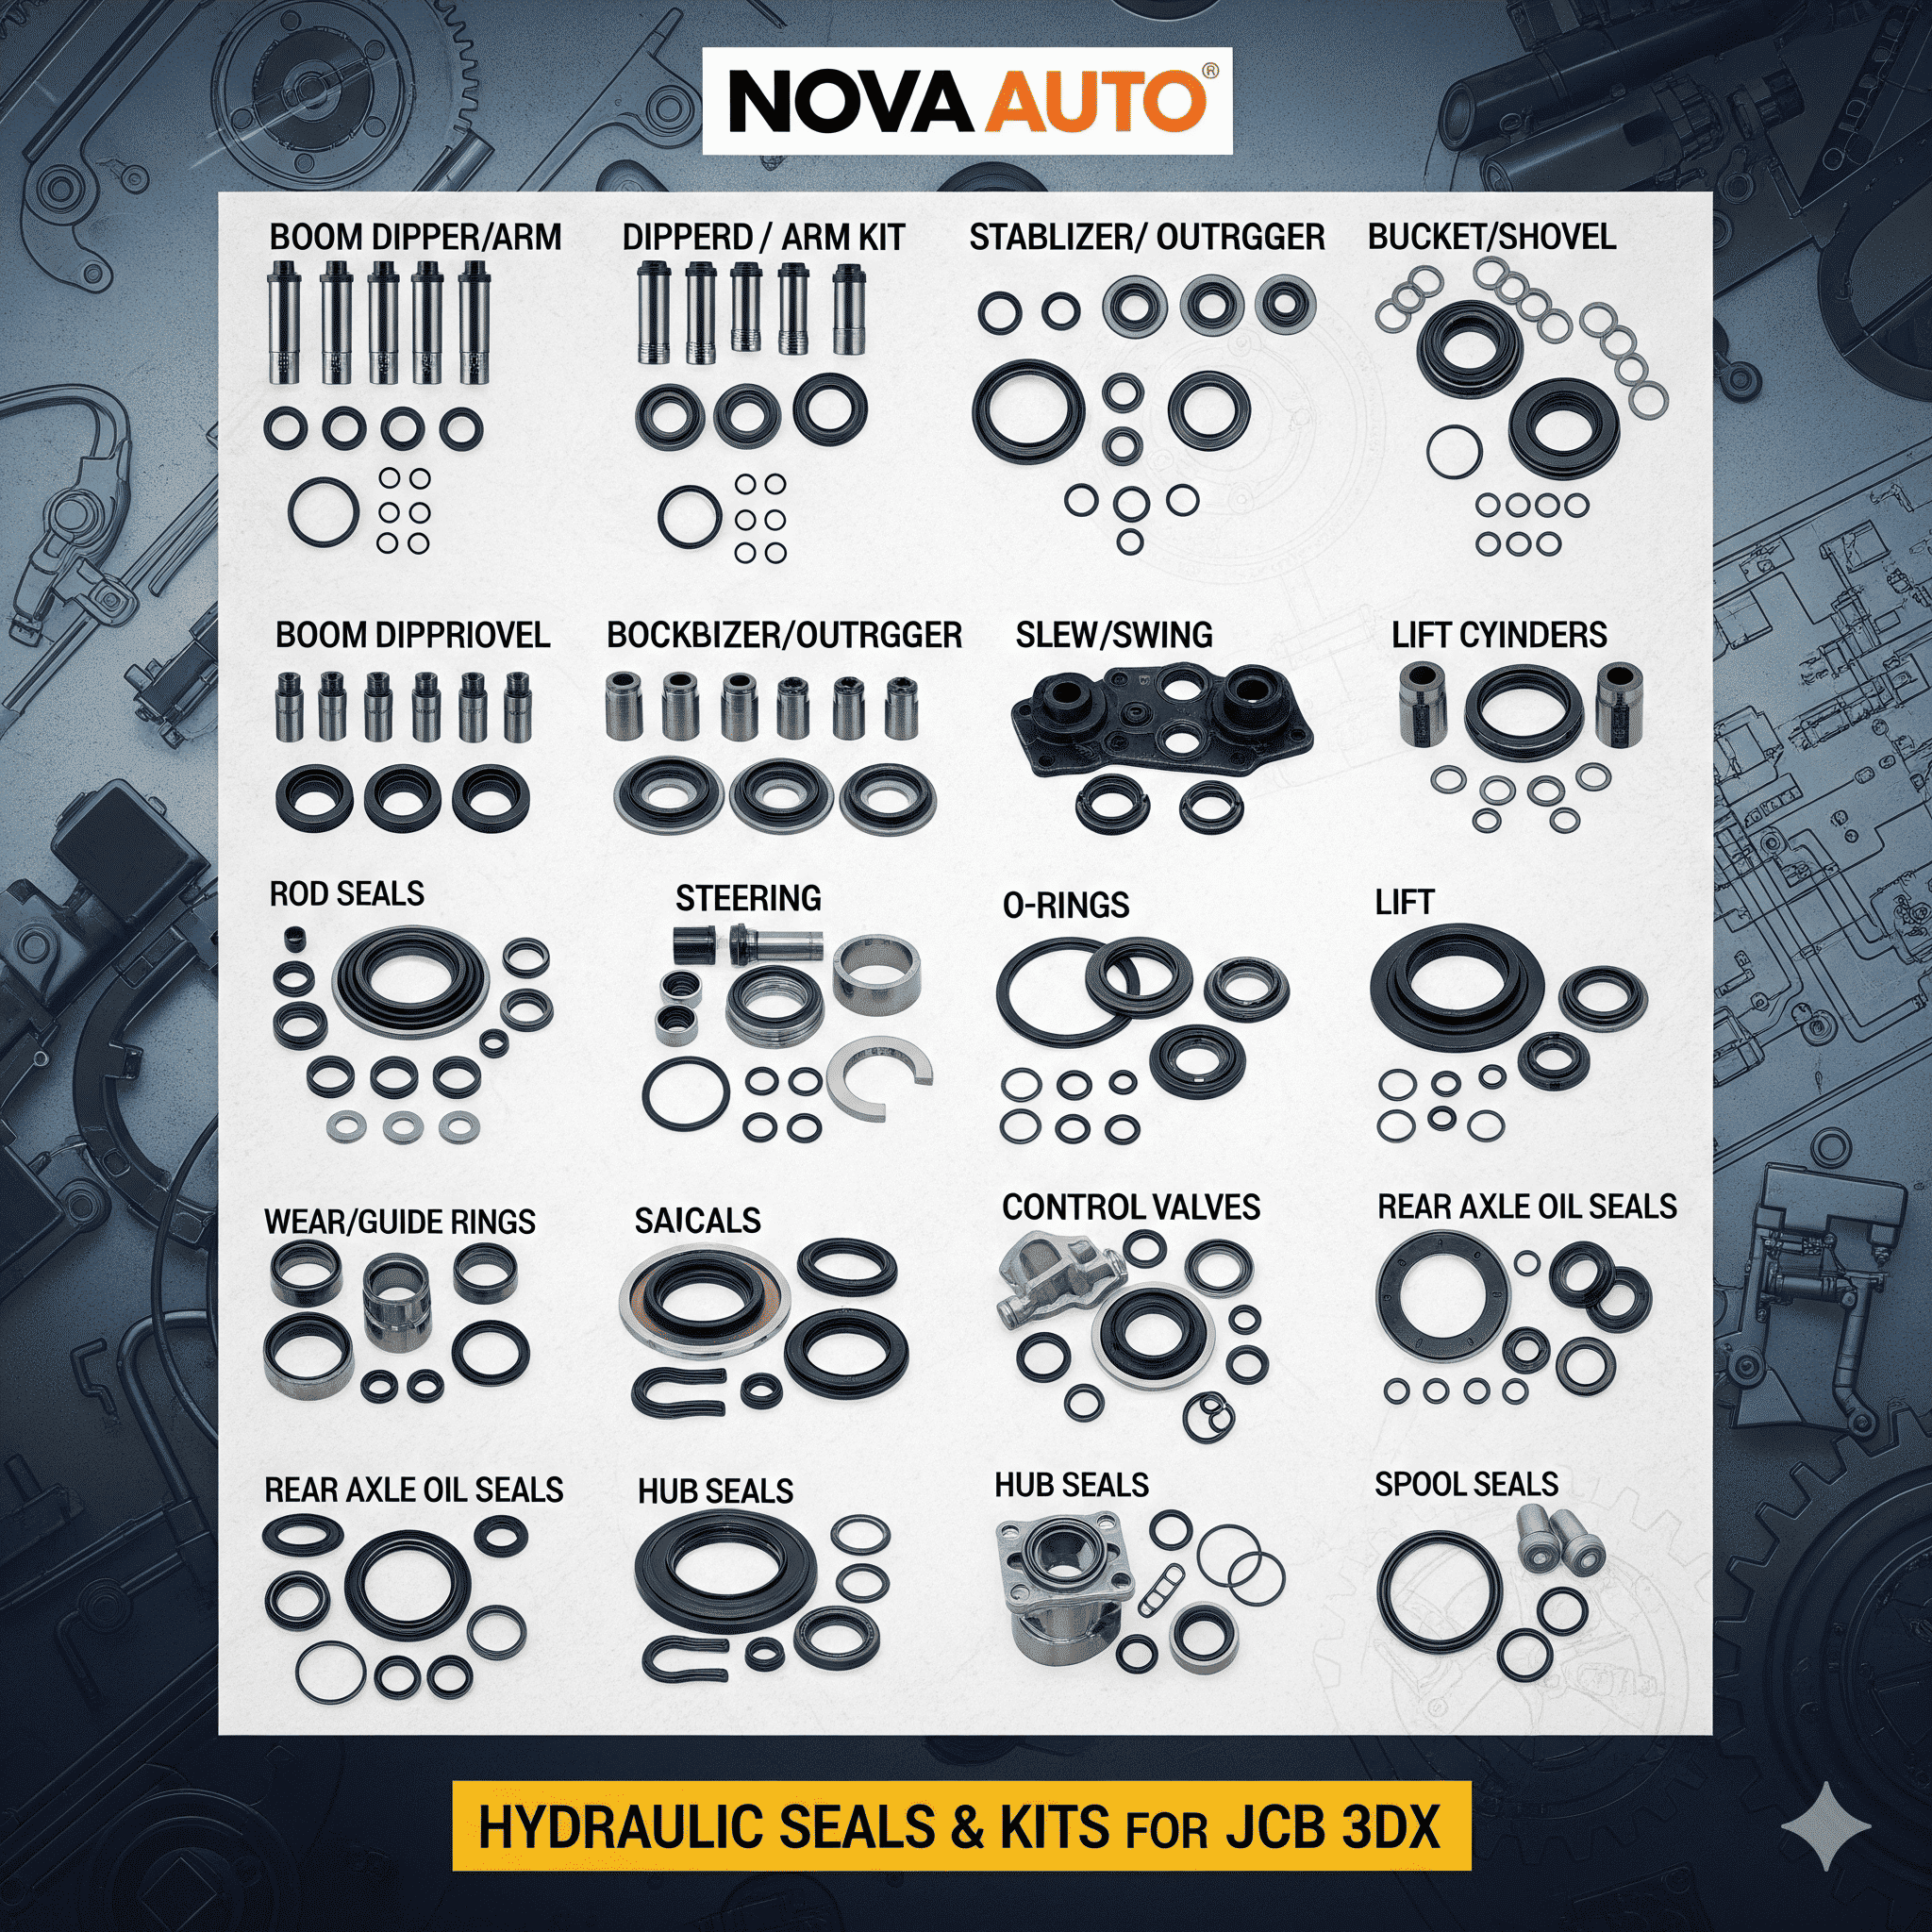 NOVA AUTO®
BOOM DIPPER/ARM
DIPPERD / ARM KIT
STABLIZER/ OUTRGGER
BUCKET/SHOVEL
BOOM DIPPRIOVEL
BOCKBIZER/OUTRGGER
SLEW/SWING
LIFT CYINDERS
ROD SEALS
STEERING
O-RINGS
LIFT
WEAR/GUIDE RINGS
SAICALS
CONTROL VALVES
REAR AXLE OIL SEALS
REAR AXLE OIL SEALS
HUB SEALS
HUB SEALS
SPOOL SEALS
HYDRAULIC SEALS & KITS FOR JCB 3DX